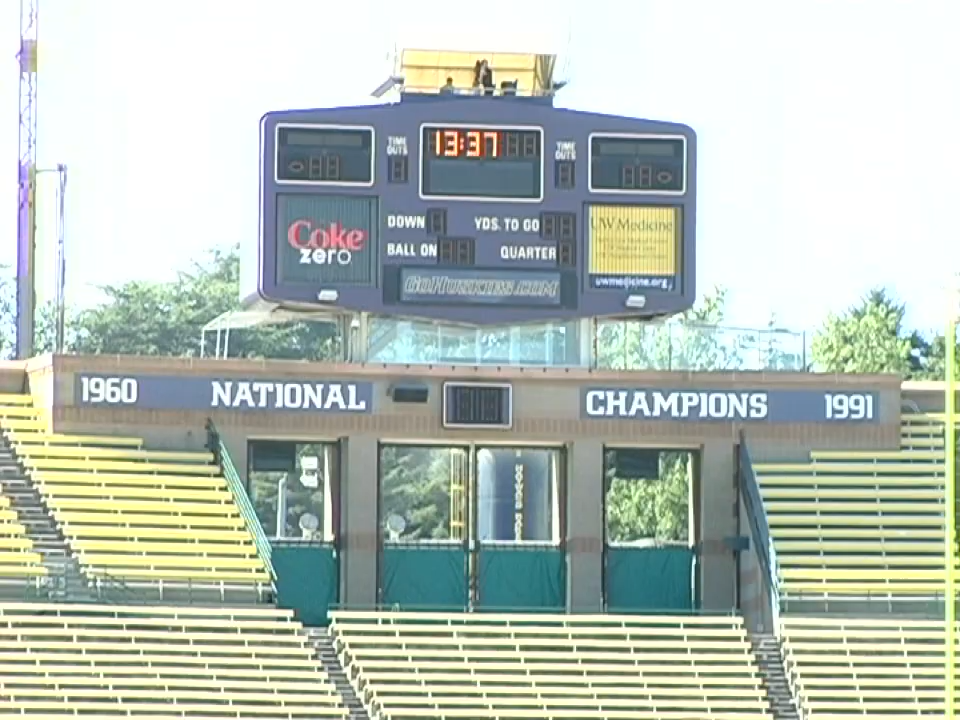 TIME OUTS
13:37
TIME OUTS
Coke zero
DOWN
YDS. TO GO
BALL ON
QUARTER
UW Medicine
uwmedicine.org
GOHUSKIES.COM
1960 NATIONAL CHAMPIONS 1991